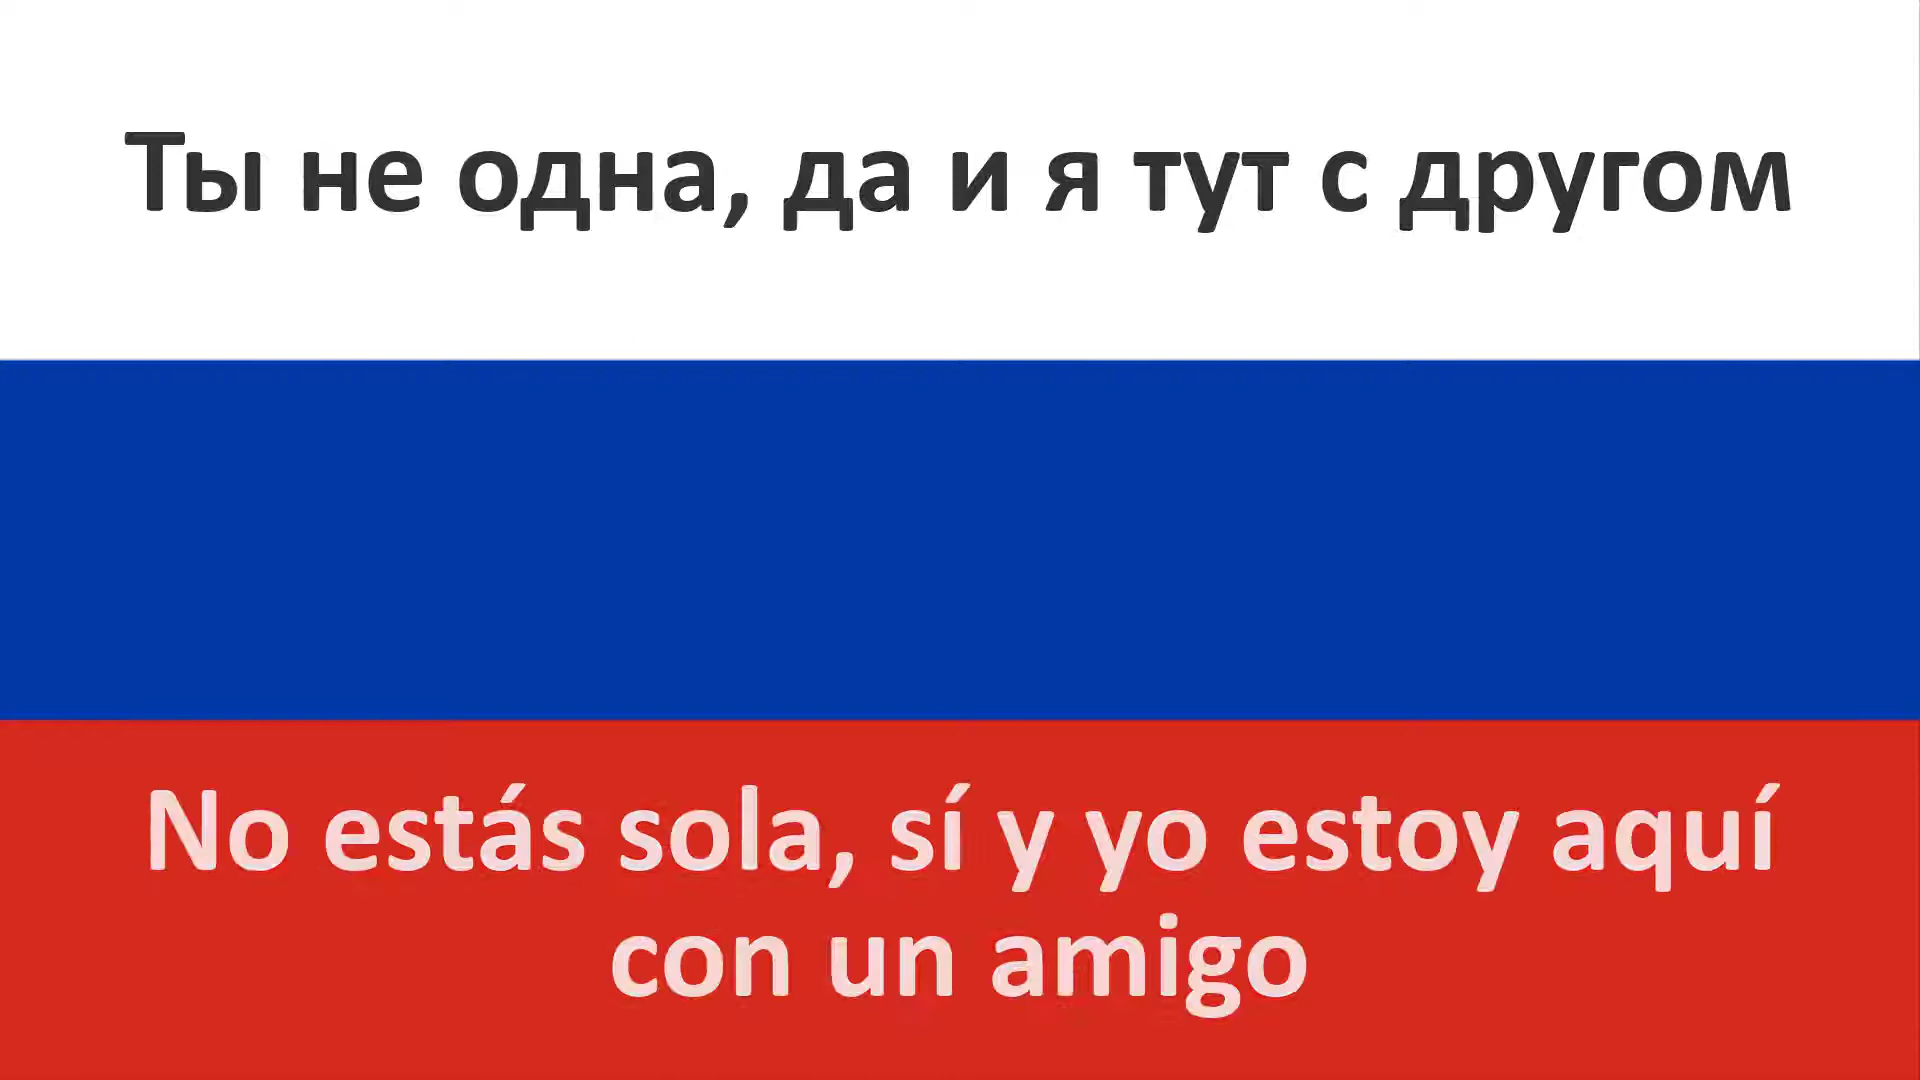 Ты не одна, да и я тут с другом
No estás sola, sí y yo estoy aquí
con un amigo